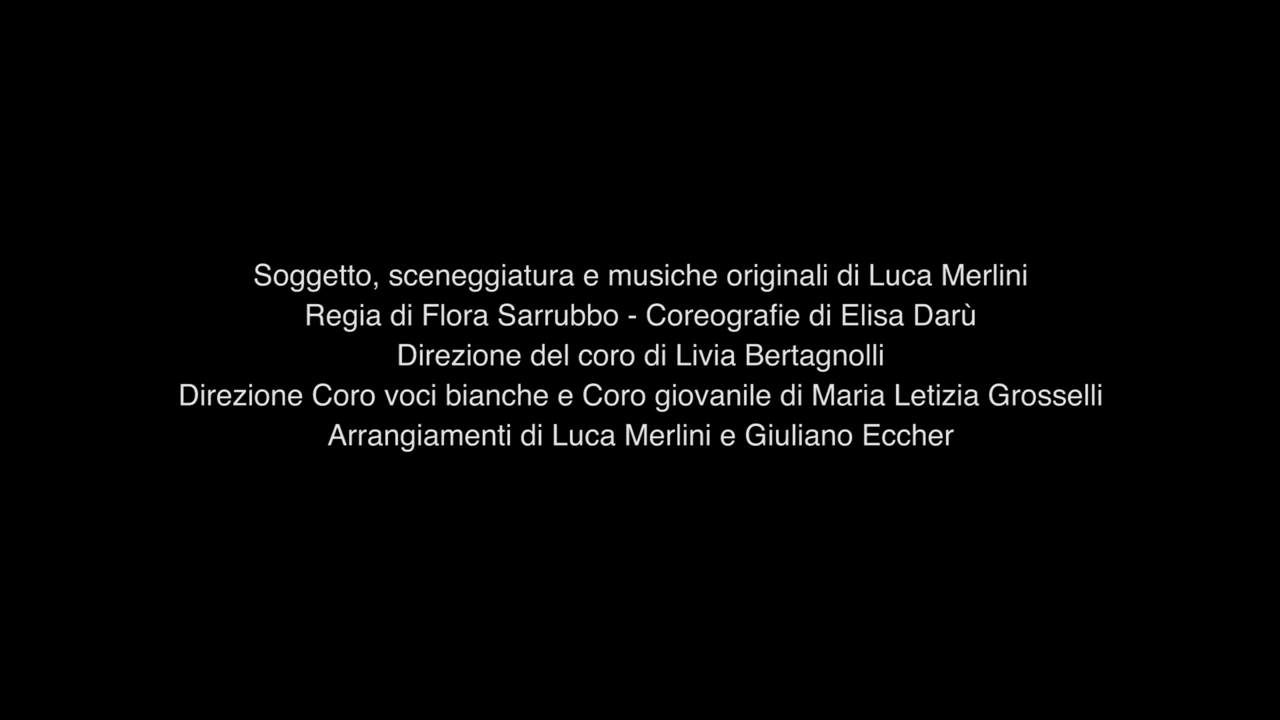 Soggetto, sceneggiatura e musiche originali di Luca Merlini
Regia di Flora Sarrubbo - Coreografie di Elisa Darù
Direzione del coro di Livia Bertagnolli
Direzione Coro voci bianche e Coro giovanile di Maria Letizia Grosselli
Arrangiamenti di Luca Merlini e Giuliano Eccher